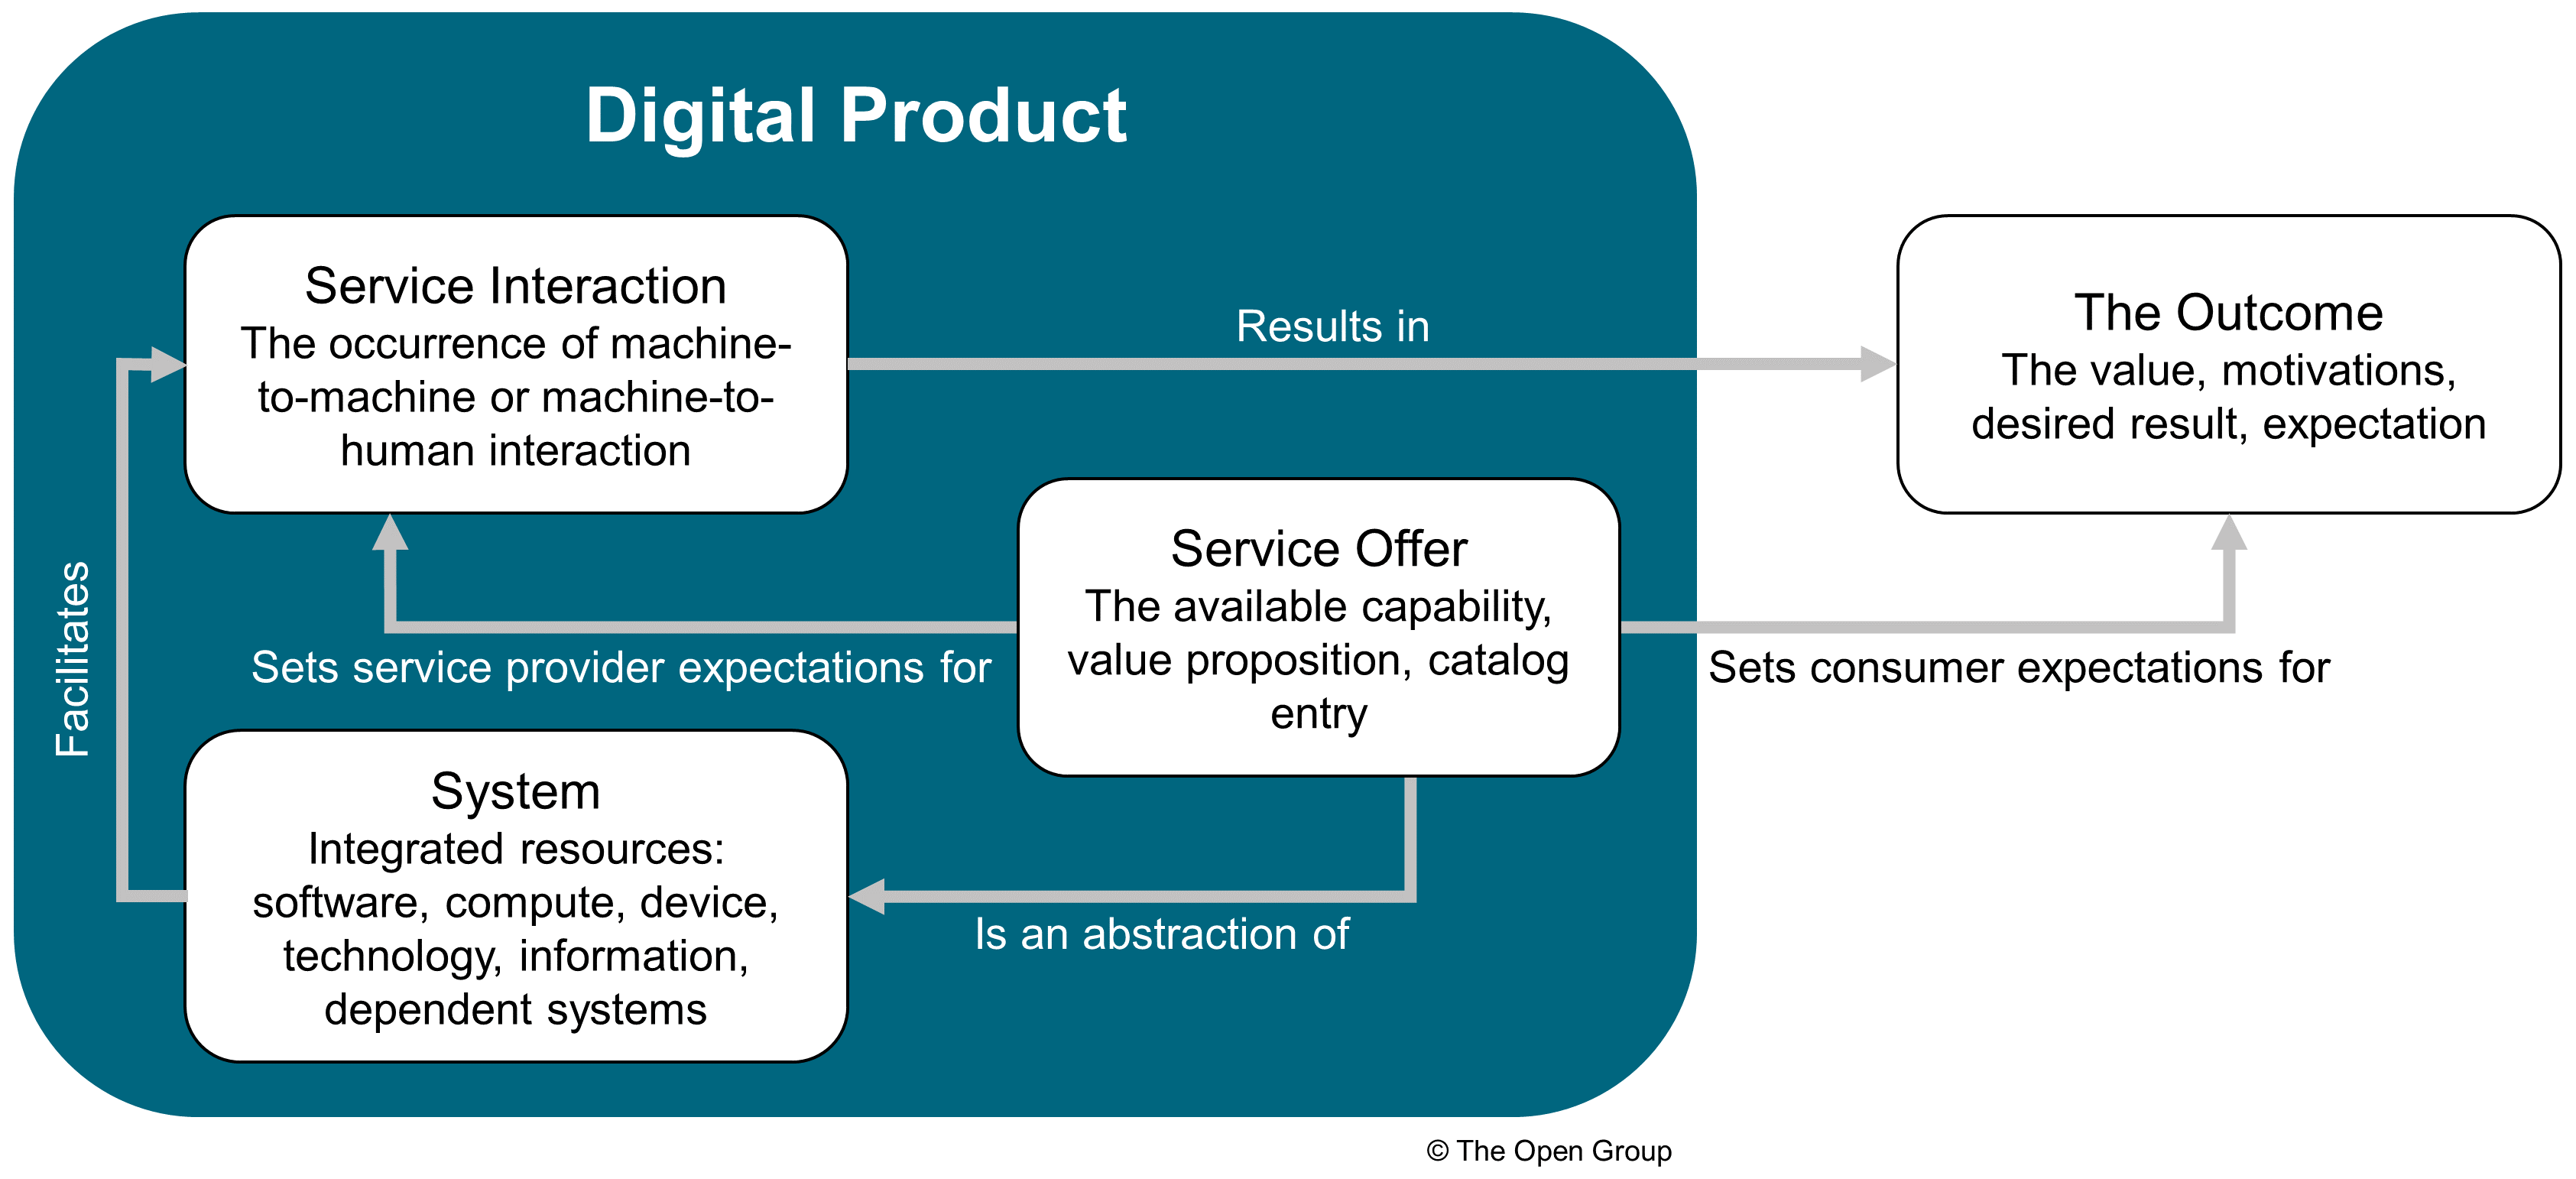 Digital Product
Service Interaction
The occurrence of machine-
to-machine or machine-to-
human interaction
Results in
The Outcome
The value, motivations,
desired result, expectation
Service Offer
The available capability,
value proposition, catalog
entry
Sets service provider expectations for
Sets consumer expectations for
Facilitates
System
Integrated resources:
software, compute, device,
technology, information,
dependent systems
Is an abstraction of
© The Open Group